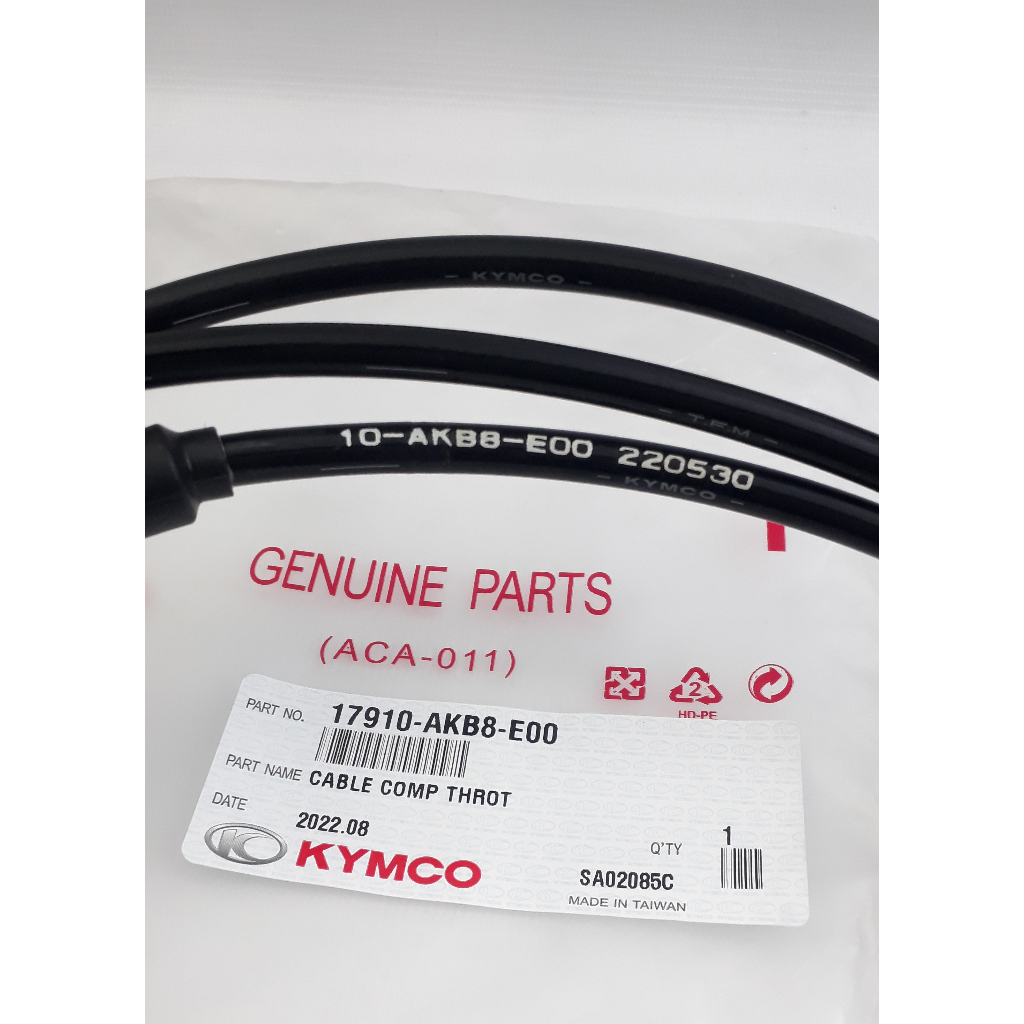 - KYMCO -
- T.F.M -
10-AKB8-E00 220530
- KYMCO -
GENUINE PARTS
(ACA-011)
2
HD-PE
PART NO. 17910-AKB8-E00
PART NAME CABLE COMP THROT
DATE 2022.08
Q'TY 1
KC KYMCO
SA02085C
MADE IN TAIWAN